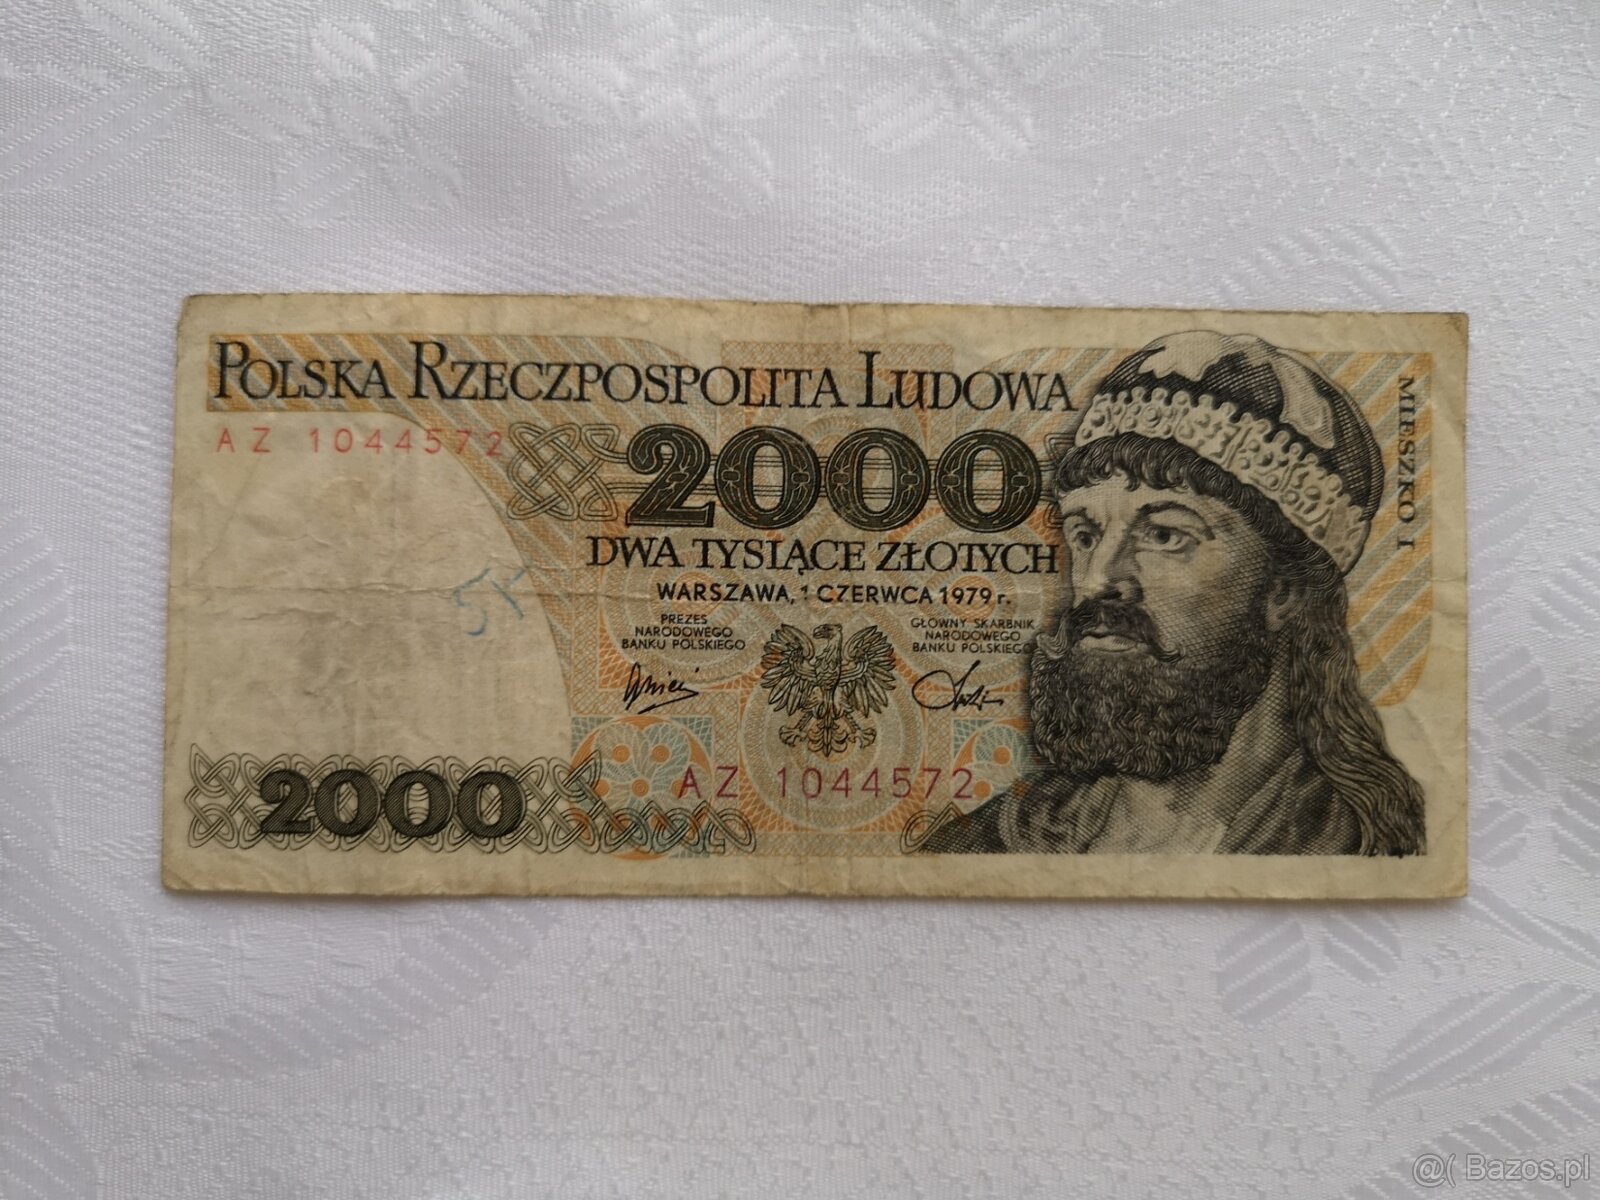 POLSKA RZECZPOSPOLITA LUDOWA
AZ 1044572
2000
DWA TYSIĄCE ZŁOTYCH
WARSZAWA, 1 CZERWCA 1979 r.
PREZES
NARODOWEGO
BANKU POLSKIEGO
GŁÓWNY SKARBNIK
NARODOWEGO
BANKU POLSKIEGO
MIESZKO I
AZ 1044572
2000
@( Bazos.pl